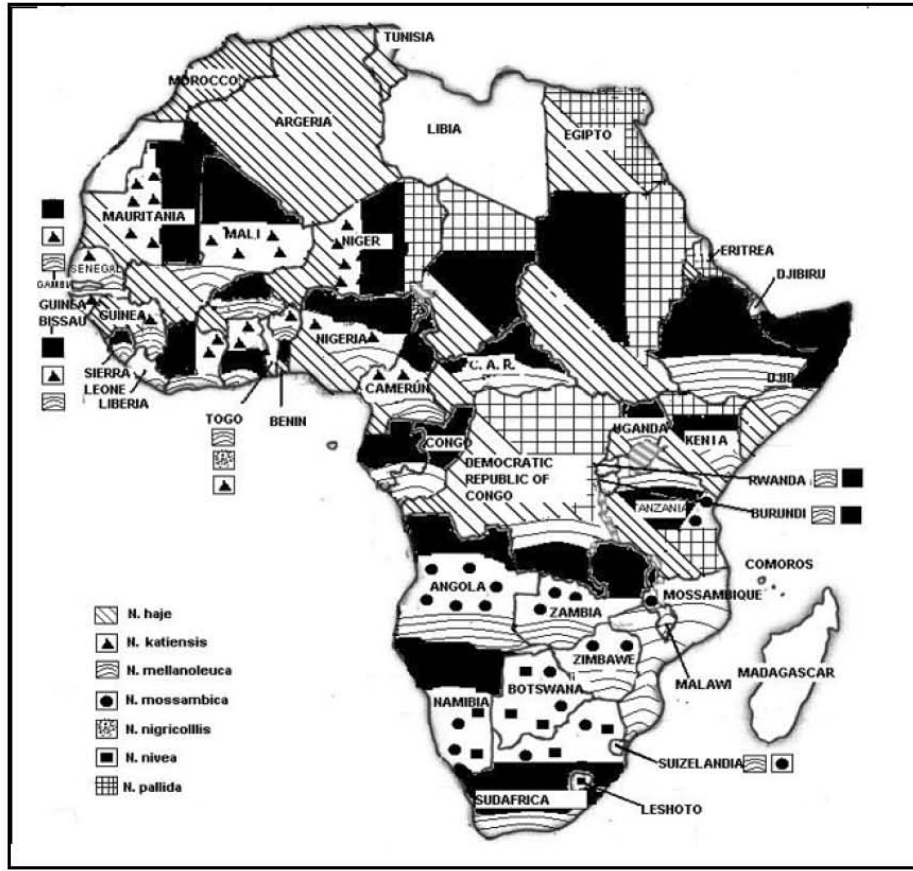 TUNISIA
MOROCCO
ARGERIA
LIBIA
EGIPTO
MAURITANIA
MALI
NIGER
ERITREA
SENEGAL
DJIBIRU
GAMBIA
GUINEA
BISSAU
GUINEA
NIGERIA
C. A. R.
DJIB
SIERRA
LEONE
LIBERIA
CAMERÚN
TOGO
BENIN
UGANDA
KENIA
CONGO
DEMOCRATIC
REPUBLIC OF
CONGO
RWANDA
TANZANIA
BURUNDI
COMOROS
ANGOLA
MOSSAMBIQUE
ZAMBIA
ZIMBAWE
MALAWI
MADAGASCAR
BOTSWANA
NAMIBIA
SUIZELANDIA
SUDAFRICA
LESHOTO
N. haje
N. katiensis
N. mellanoleuca
N. mossambica
N. nigricolllis
N. nivea
N. pallida